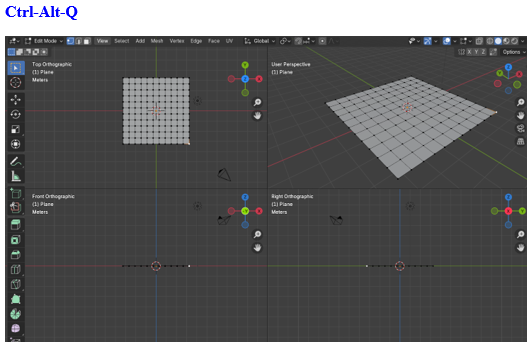 Ctrl-Alt-Q
Edit Mode View Select Add Mesh Vertex Edge Face UV Global
X Y Z Options
Top Orthographic
(1) Plane
Meters
User Perspective
(1) Plane
Front Orthographic
(1) Plane
Meters
Right Orthographic
(1) Plane
Meters